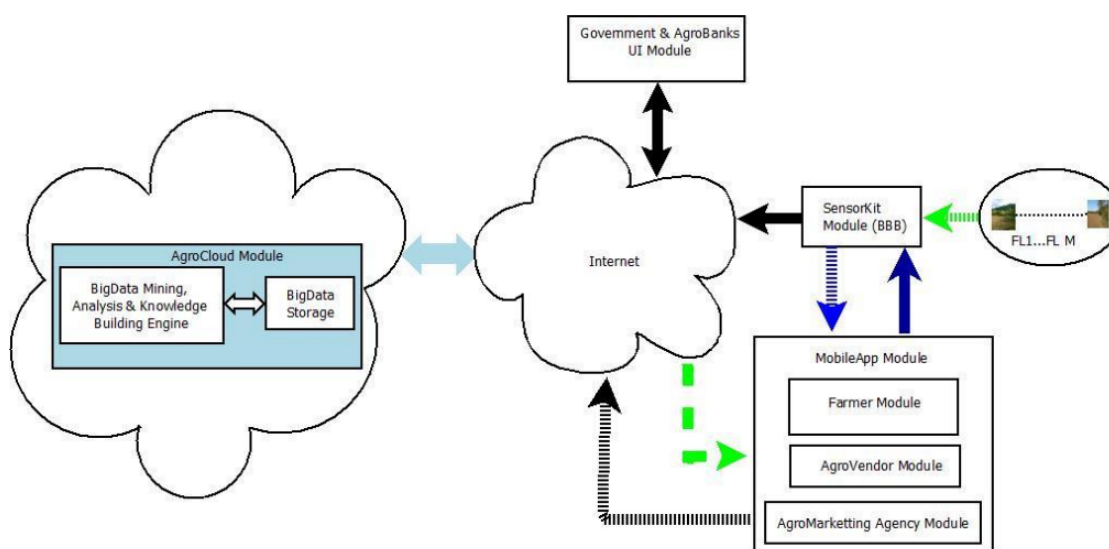 Government & AgroBanks
UI Module
AgroCloud Module
BigData Mining,
Analysis & Knowledge
Building Engine
BigData
Storage
Internet
SensorKit
Module (BBB)
FL1...FL M
MobileApp Module
Farmer Module
AgroVendor Module
AgroMarketting Agency Module